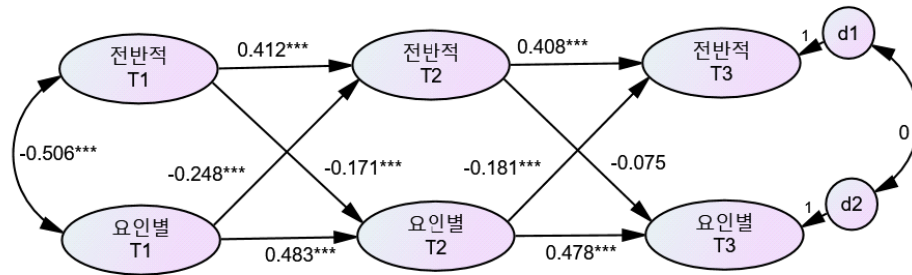 전반적
T1
0.412***
전반적
T2
0.408***
전반적
T3
1
d1
-0.506***
-0.248***
-0.171***
-0.181***
-0.075
0
요인별
T1
0.483***
요인별
T2
0.478***
요인별
T3
1
d2